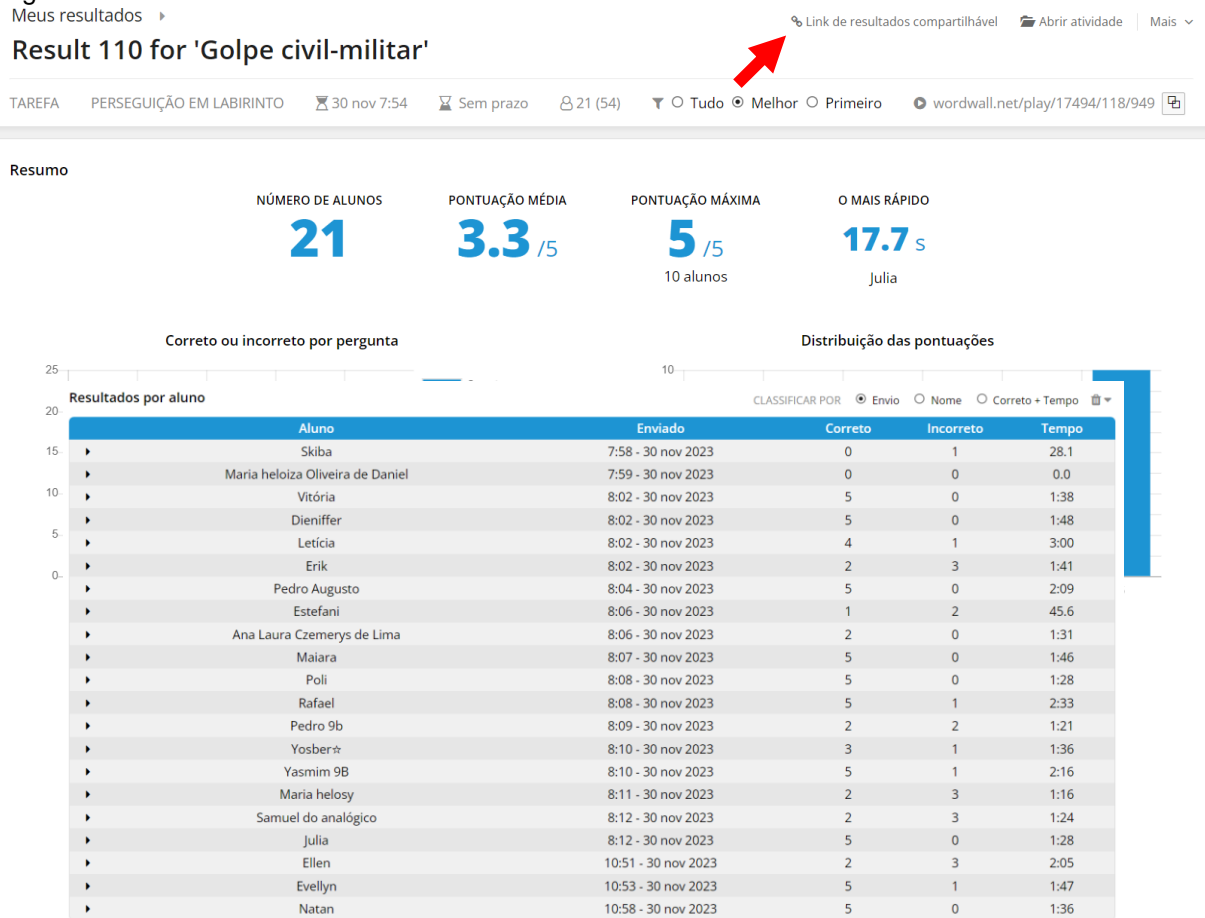 Meus resultados
Link de resultados compartilhável Abrir atividade Mais
Result 110 for 'Golpe civil-militar'
TAREFA PERSEGUIÇÃO EM LABIRINTO 30 nov 7:54 Sem prazo 21 (54) Tudo Melhor Primeiro wordwall.net/play/17494/118/949
Resumo
NÚMERO DE ALUNOS PONTUAÇÃO MÉDIA PONTUAÇÃO MÁXIMA O MAIS RÁPIDO
21 3.3 /5 5 /5 17.7 s
10 alunos Julia
Correto ou incorreto por pergunta Distribuição das pontuações
25 10
Resultados por aluno CLASSIFICAR POR Envio Nome Correto + Tempo
20
Aluno Enviado Correto Incorreto Tempo
15 Skiba 7:58 - 30 nov 2023 0 1 28.1
Maria heloiza Oliveira de Daniel 7:59 - 30 nov 2023 0 0 0.0
10 Vitória 8:02 - 30 nov 2023 5 0 1:38
Dieniffer 8:02 - 30 nov 2023 5 0 1:48
5 Letícia 8:02 - 30 nov 2023 4 1 3:00
Erik 8:02 - 30 nov 2023 2 3 1:41
0 Pedro Augusto 8:04 - 30 nov 2023 5 0 2:09
Estefani 8:06 - 30 nov 2023 1 2 45.6
Ana Laura Czemerys de Lima 8:06 - 30 nov 2023 2 0 1:31
Maiara 8:07 - 30 nov 2023 5 0 1:46
Poli 8:08 - 30 nov 2023 5 0 1:28
Rafael 8:08 - 30 nov 2023 5 1 2:33
Pedro 9b 8:09 - 30 nov 2023 2 2 1:21
Yosber☆ 8:10 - 30 nov 2023 3 1 1:36
Yasmim 9B 8:10 - 30 nov 2023 5 1 2:16
Maria helosy 8:11 - 30 nov 2023 2 3 1:16
Samuel do analógico 8:12 - 30 nov 2023 2 3 1:24
Julia 8:12 - 30 nov 2023 5 0 1:28
Ellen 10:51 - 30 nov 2023 2 3 2:05
Evellyn 10:53 - 30 nov 2023 5 1 1:47
Natan 10:58 - 30 nov 2023 5 0 1:36